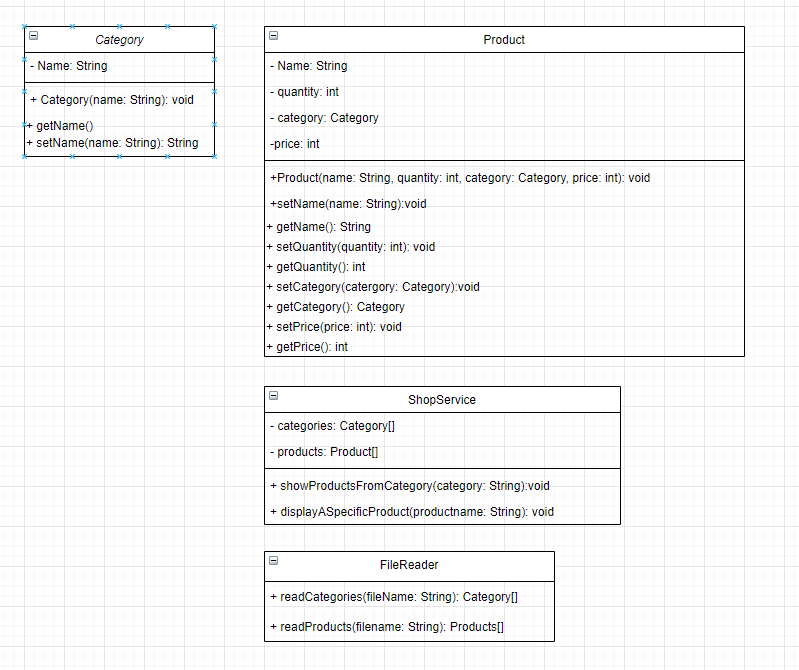 Category
- Name: String
+ Category(name: String): void
+ getName()
+ setName(name: String): String
Product
- Name: String
- quantity: int
- category: Category
-price: int
+Product(name: String, quantity: int, category: Category, price: int): void
+setName(name: String):void
+ getName(): String
+ setQuantity(quantity: int): void
+ getQuantity(): int
+ setCategory(catergory: Category):void
+ getCategory(): Category
+ setPrice(price: int): void
+ getPrice(): int
ShopService
- categories: Category[]
- products: Product[]
+ showProductsFromCategory(category: String):void
+ displayASpecificProduct(productname: String): void
FileReader
+ readCategories(fileName: String): Category[]
+ readProducts(filename: String): Products[]